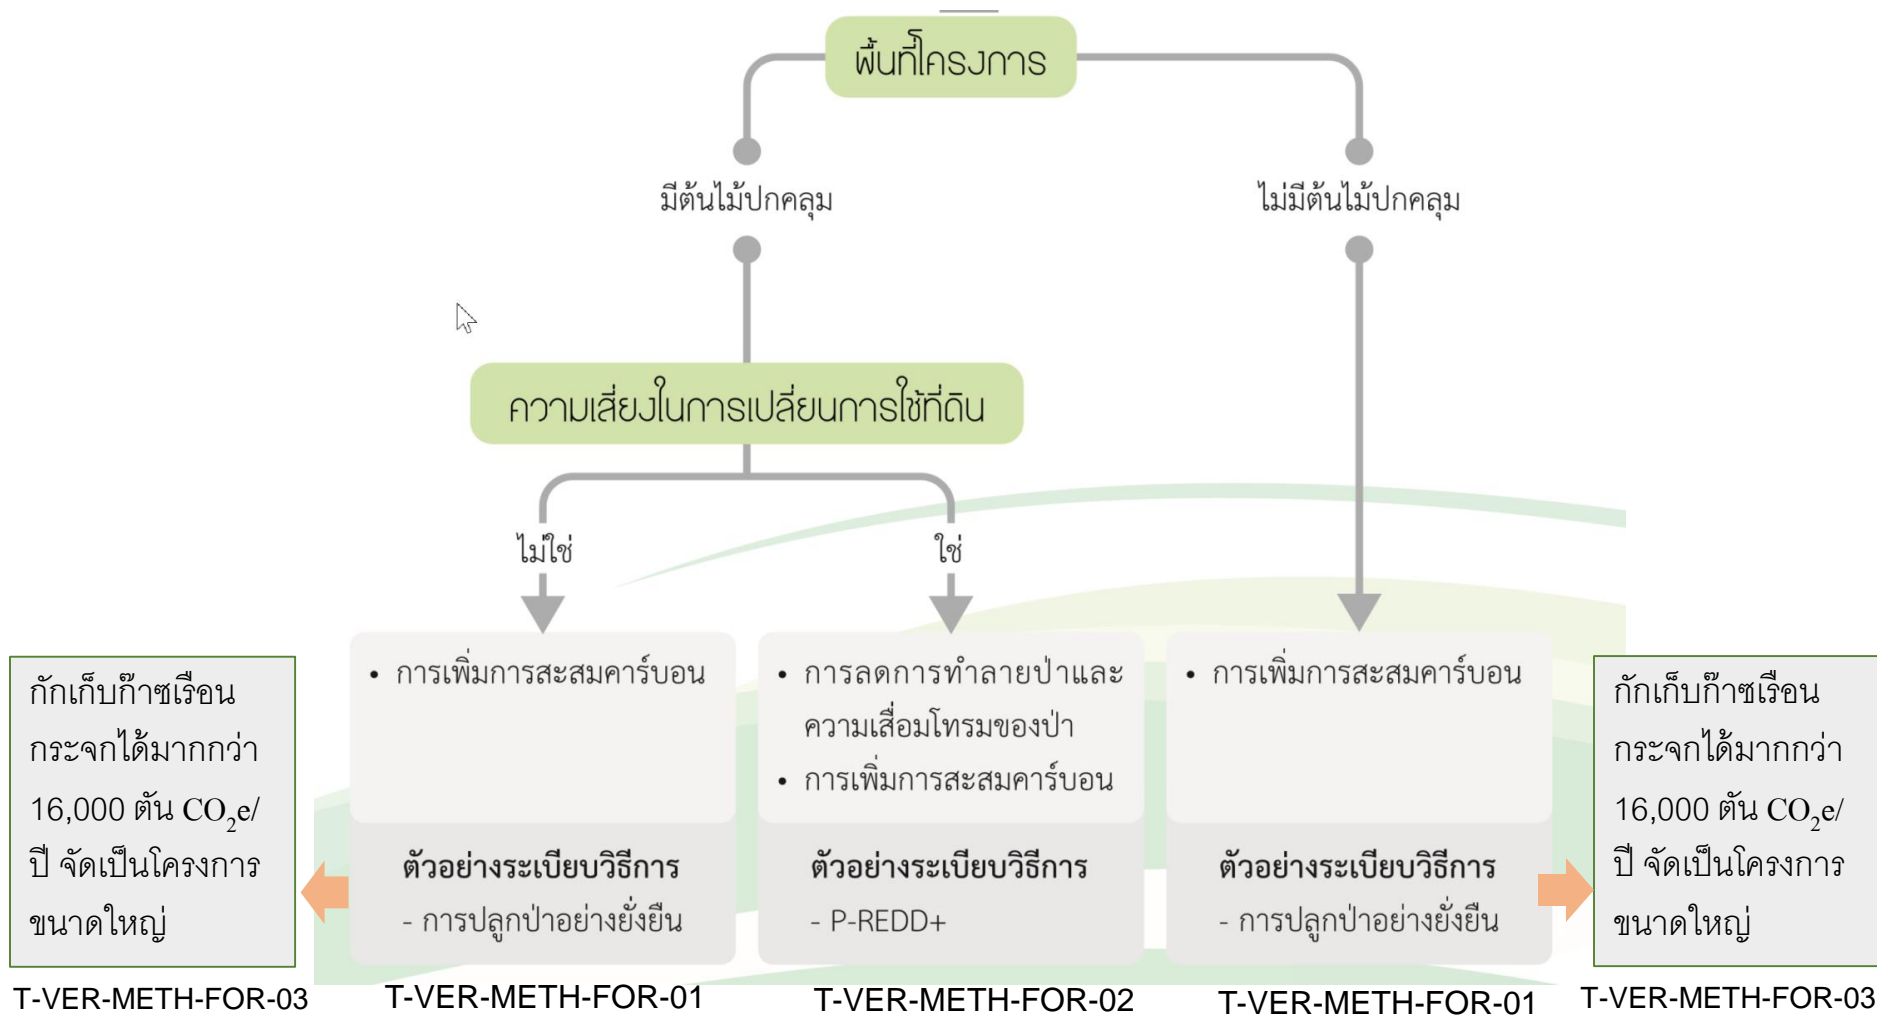 พื้นที่โครงการ
มีต้นไม้ปกคลุม
ไม่มีต้นไม้ปกคลุม
ความเสี่ยงในการเปลี่ยนการใช้ที่ดิน
ไม่ใช่
ใช่
กักเก็บก๊าซเรือน
กระจกได้มากกว่า
16,000 ตัน CO₂e/
ปี จัดเป็นโครงการ
ขนาดใหญ่
T-VER-METH-FOR-03
• การเพิ่มการสะสมคาร์บอน
ตัวอย่างระเบียบวิธีการ
- การปลูกป่าอย่างยั่งยืน
T-VER-METH-FOR-01
• การลดการทำลายป่าและ
ความเสื่อมโทรมของป่า
• การเพิ่มการสะสมคาร์บอน
ตัวอย่างระเบียบวิธีการ
- P-REDD+
T-VER-METH-FOR-02
• การเพิ่มการสะสมคาร์บอน
ตัวอย่างระเบียบวิธีการ
- การปลูกป่าอย่างยั่งยืน
T-VER-METH-FOR-01
กักเก็บก๊าซเรือน
กระจกได้มากกว่า
16,000 ตัน CO₂e/
ปี จัดเป็นโครงการ
ขนาดใหญ่
T-VER-METH-FOR-03